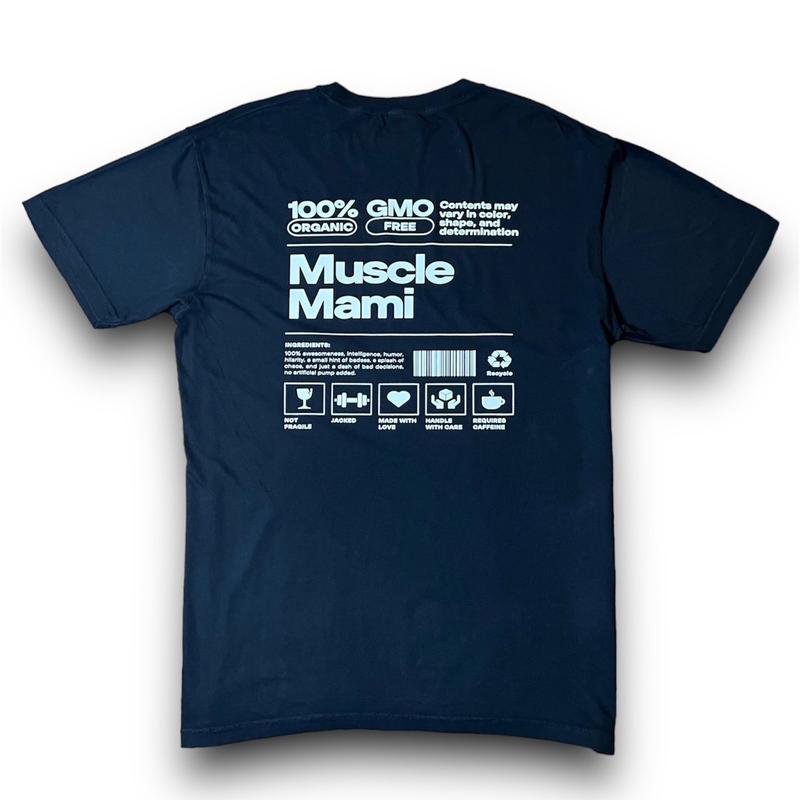 100% GMO
ORGANIC FREE
Contents may
vary in color,
shape, and
determination
Muscle
Mami
INGREDIENTS:
100% awesomeness, intelligence, humor,
hilarity, a small hint of badass, a splash of
chaos, and just a dash of bad decisions,
no artificial pump added.
Recycle
NOT
FRAGILE
JACKED
MADE WITH
LOVE
HANDLE
WITH CARE
REQUIRES
CAFFEINE